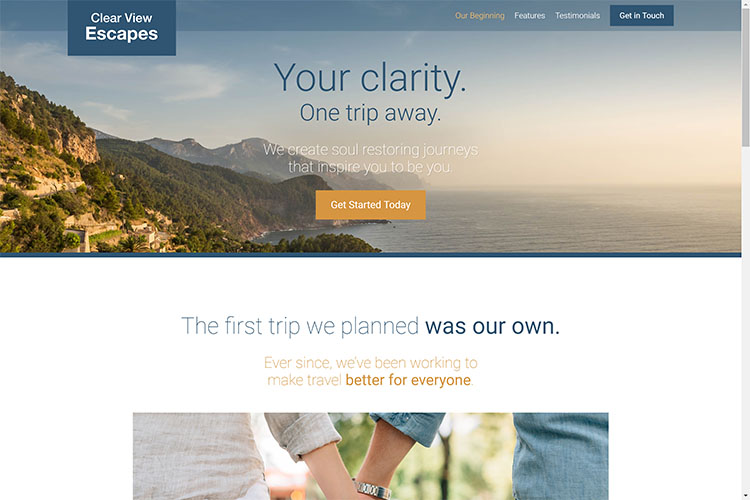 Clear View
Escapes
Our Beginning Features Testimonials Get in Touch
Your clarity.
One trip away.
We create soul restoring journeys
that inspire you to be you.
Get Started Today
The first trip we planned was our own.
Ever since, we've been working to
make travel better for everyone.